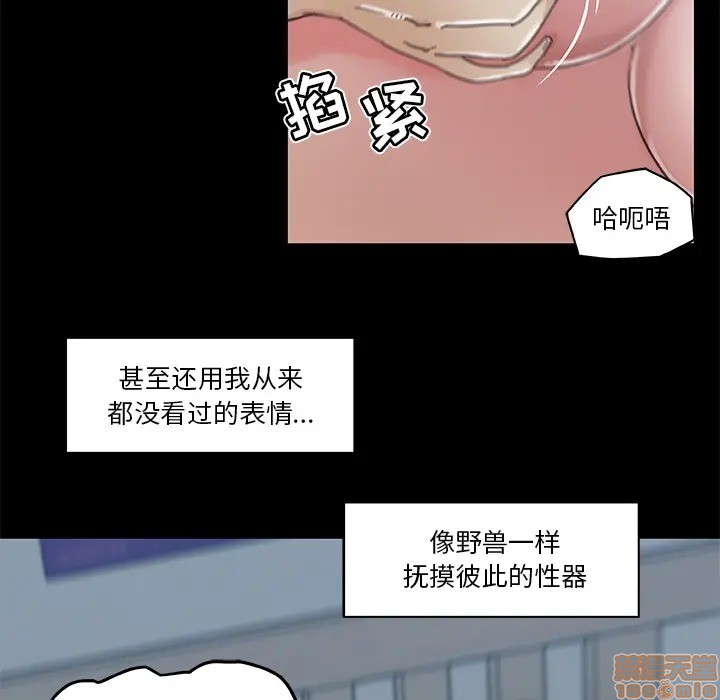 掐紧
哈呃唔
甚至还用我从来
都没看过的表情...
像野兽一样
抚摸彼此的性器